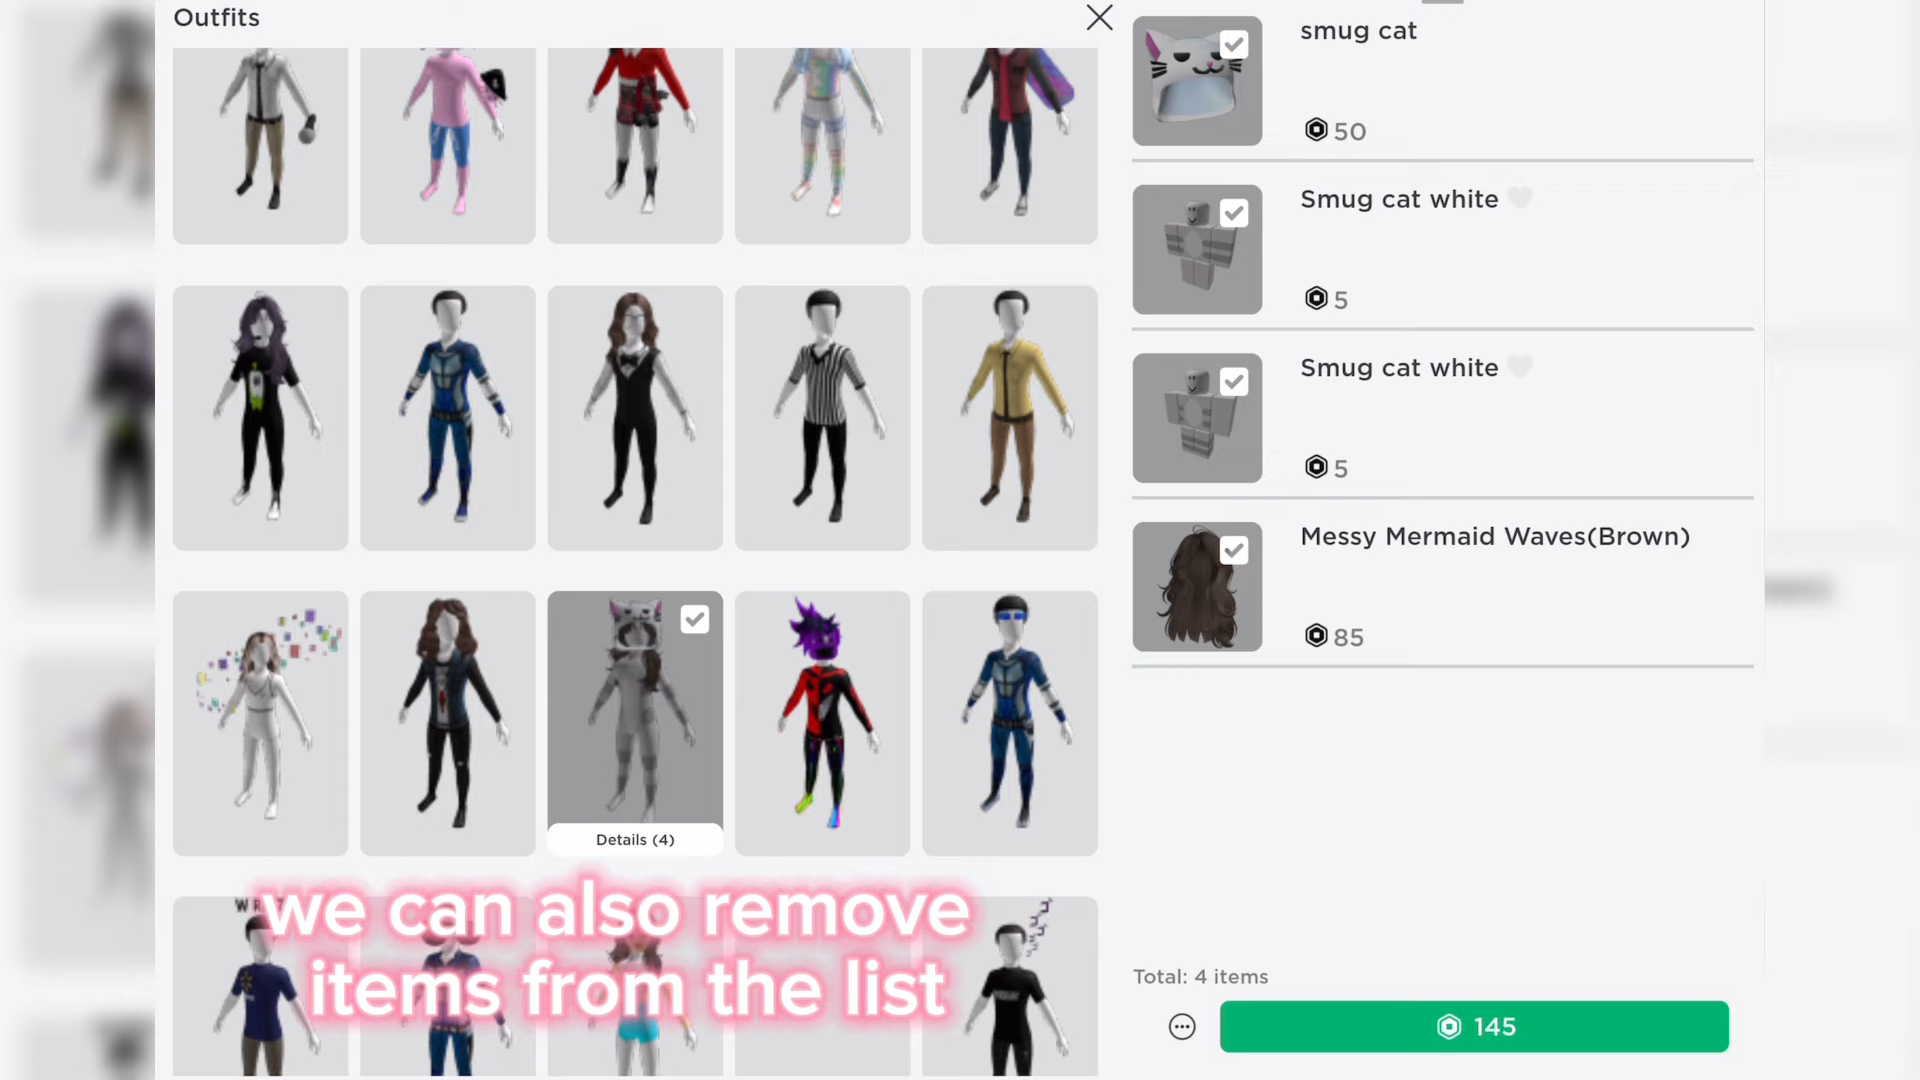 Outfits
smug cat
50
Smug cat white
5
Smug cat white
5
Messy Mermaid Waves(Brown)
85
Details (4)
we can also remove
items from the list
Total: 4 items
145